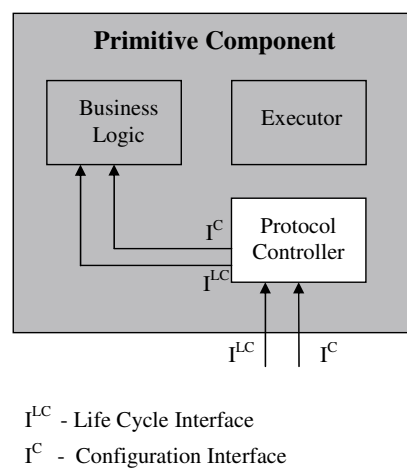 Primitive Component
Business
Logic
Executor
Protocol
Controller
I^C
I^LC
I^LC
I^C
I^LC - Life Cycle Interface
I^C - Configuration Interface